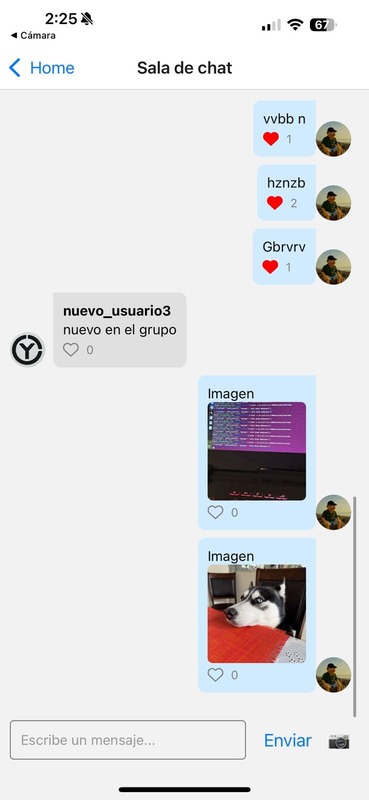 2:25
67
Cámara
Home
Sala de chat
vvbb n
1
hznzb
2
Gbrvrv
1
nuevo_usuario3
nuevo en el grupo
0
Imagen
0
Imagen
0
Escribe un mensaje...
Enviar